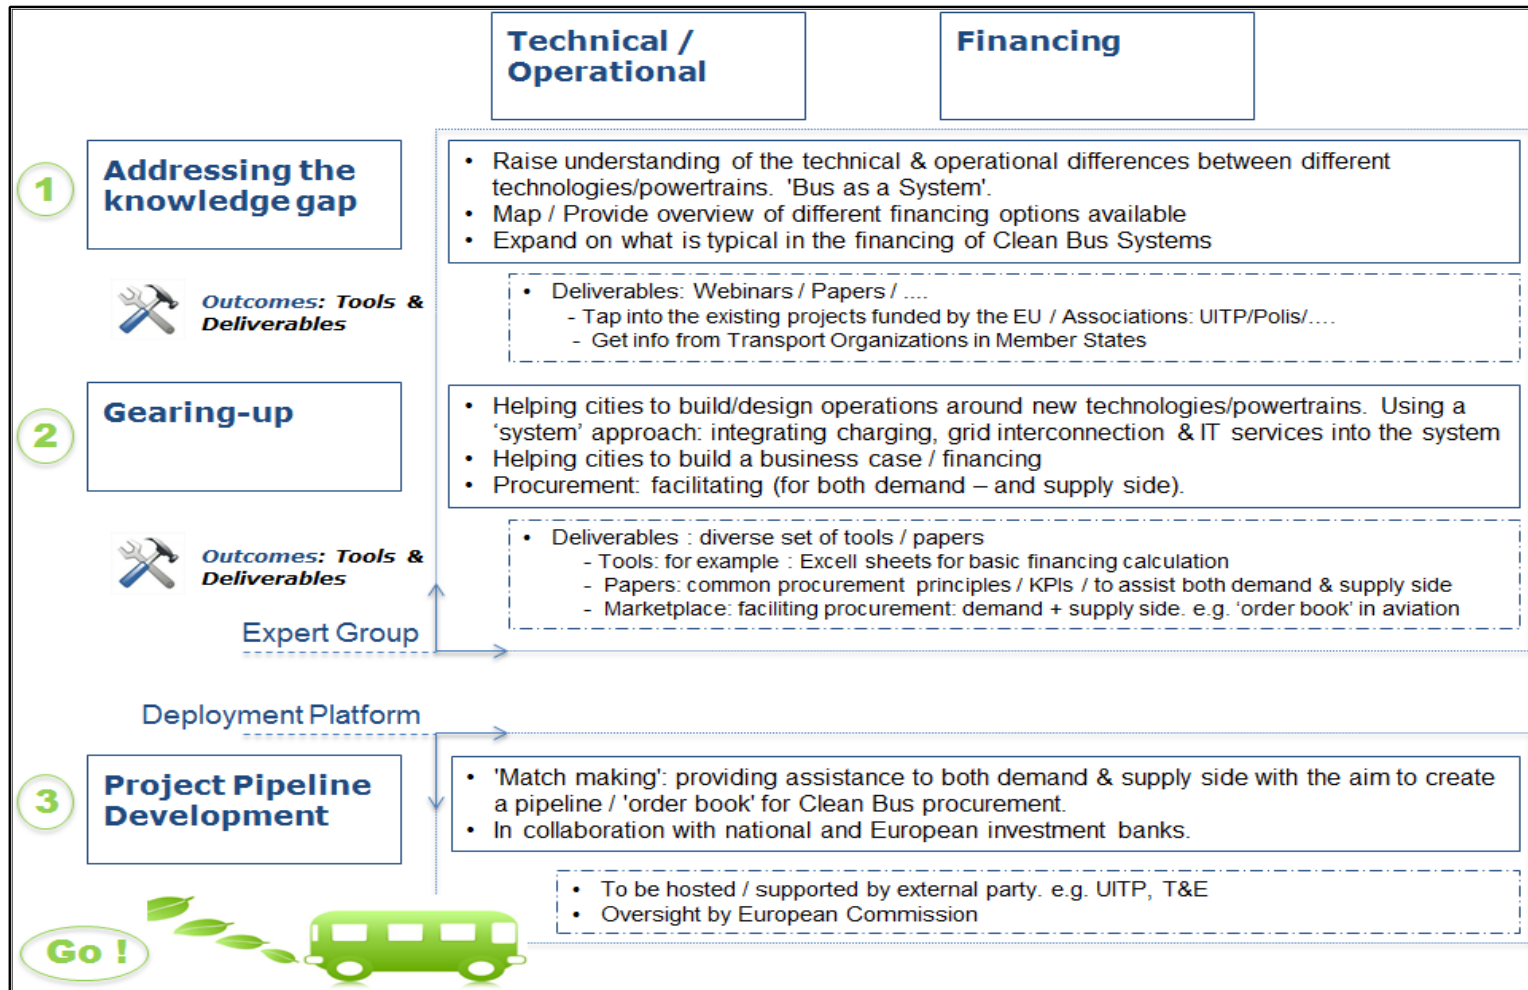 Technical /
Operational
Financing
1
Addressing the
knowledge gap
• Raise understanding of the technical & operational differences between different
technologies/powertrains. 'Bus as a System'.
• Map / Provide overview of different financing options available
• Expand on what is typical in the financing of Clean Bus Systems
Outcomes: Tools &
Deliverables
• Deliverables: Webinars / Papers / ....
- Tap into the existing projects funded by the EU / Associations: UITP/Polis/....
- Get info from Transport Organizations in Member States
2
Gearing-up
• Helping cities to build/design operations around new technologies/powertrains. Using a
‘system’ approach: integrating charging, grid interconnection & IT services into the system
• Helping cities to build a business case / financing
• Procurement: facilitating (for both demand – and supply side).
Outcomes: Tools &
Deliverables
• Deliverables : diverse set of tools / papers
- Tools: for example : Excell sheets for basic financing calculation
- Papers: common procurement principles / KPIs / to assist both demand & supply side
- Marketplace: faciliting procurement: demand + supply side. e.g. ‘order book’ in aviation
Expert Group
Deployment Platform
3
Project Pipeline
Development
• 'Match making': providing assistance to both demand & supply side with the aim to create
a pipeline / 'order book' for Clean Bus procurement.
• In collaboration with national and European investment banks.
• To be hosted / supported by external party. e.g. UITP, T&E
• Oversight by European Commission
Go !